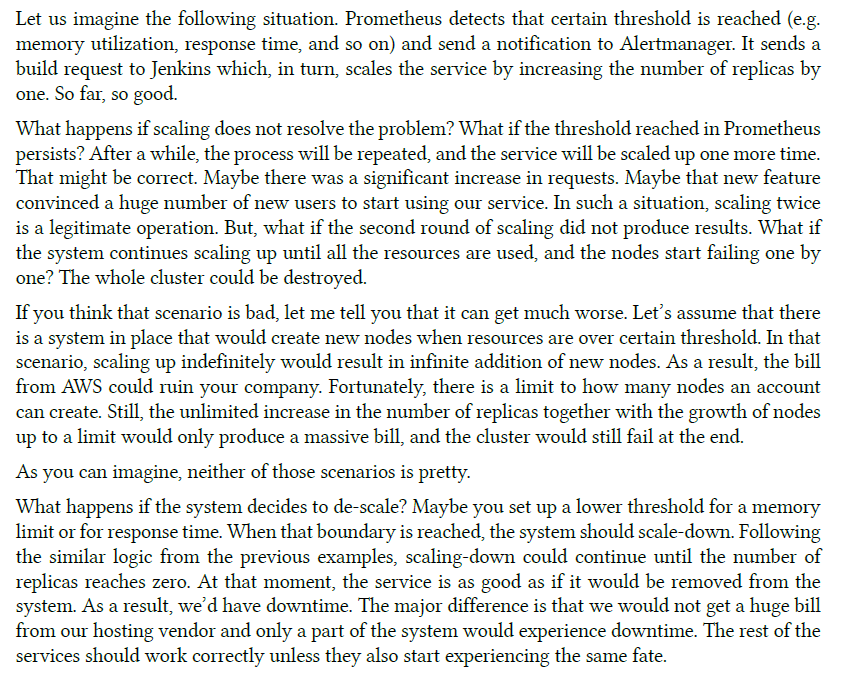 Let us imagine the following situation. Prometheus detects that certain threshold is reached (e.g.
memory utilization, response time, and so on) and send a notification to Alertmanager. It sends a
build request to Jenkins which, in turn, scales the service by increasing the number of replicas by
one. So far, so good.
What happens if scaling does not resolve the problem? What if the threshold reached in Prometheus
persists? After a while, the process will be repeated, and the service will be scaled up one more time.
That might be correct. Maybe there was a significant increase in requests. Maybe that new feature
convinced a huge number of new users to start using our service. In such a situation, scaling twice
is a legitimate operation. But, what if the second round of scaling did not produce results. What if
the system continues scaling up until all the resources are used, and the nodes start failing one by
one? The whole cluster could be destroyed.
If you think that scenario is bad, let me tell you that it can get much worse. Let’s assume that there
is a system in place that would create new nodes when resources are over certain threshold. In that
scenario, scaling up indefinitely would result in infinite addition of new nodes. As a result, the bill
from AWS could ruin your company. Fortunately, there is a limit to how many nodes an account
can create. Still, the unlimited increase in the number of replicas together with the growth of nodes
up to a limit would only produce a massive bill, and the cluster would still fail at the end.
As you can imagine, neither of those scenarios is pretty.
What happens if the system decides to de-scale? Maybe you set up a lower threshold for a memory
limit or for response time. When that boundary is reached, the system should scale-down. Following
the similar logic from the previous examples, scaling-down could continue until the number of
replicas reaches zero. At that moment, the service is as good as if it would be removed from the
system. As a result, we’d have downtime. The major difference is that we would not get a huge bill
from our hosting vendor and only a part of the system would experience downtime. The rest of the
services should work correctly unless they also start experiencing the same fate.